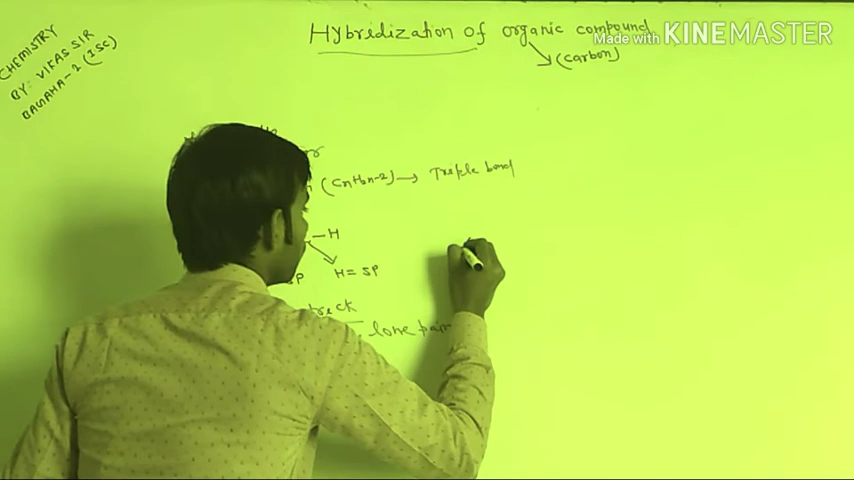 Hybridization of organic compound
(Carbon)
Made with KINEMASTER
CHEMISTRY
BY: VIKAS SIR
BAGAHA-2 (ISC)
(CnH2n-2) → Triple bond
-H
H= SP
SP
trick
lone pair